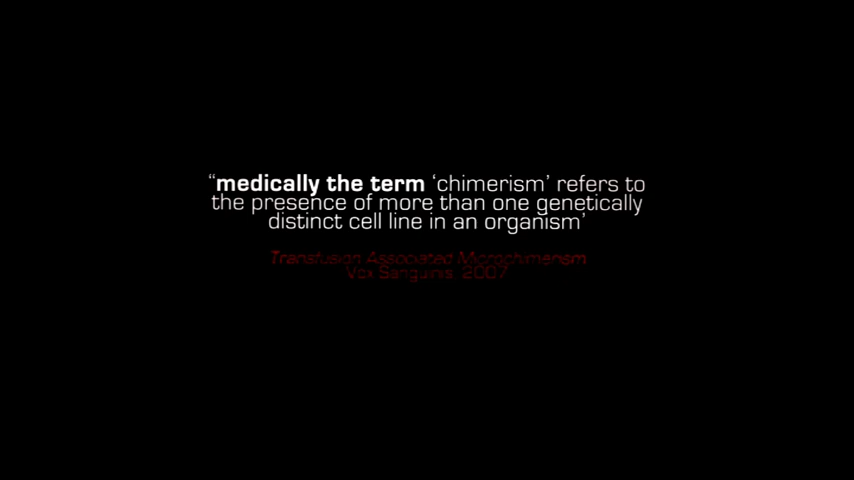 “medically the term ‘chimerism’ refers to
the presence of more than one genetically
distinct cell line in an organism’
Transfusion Associated Microchimerism
Vox Sanguinis, 2007